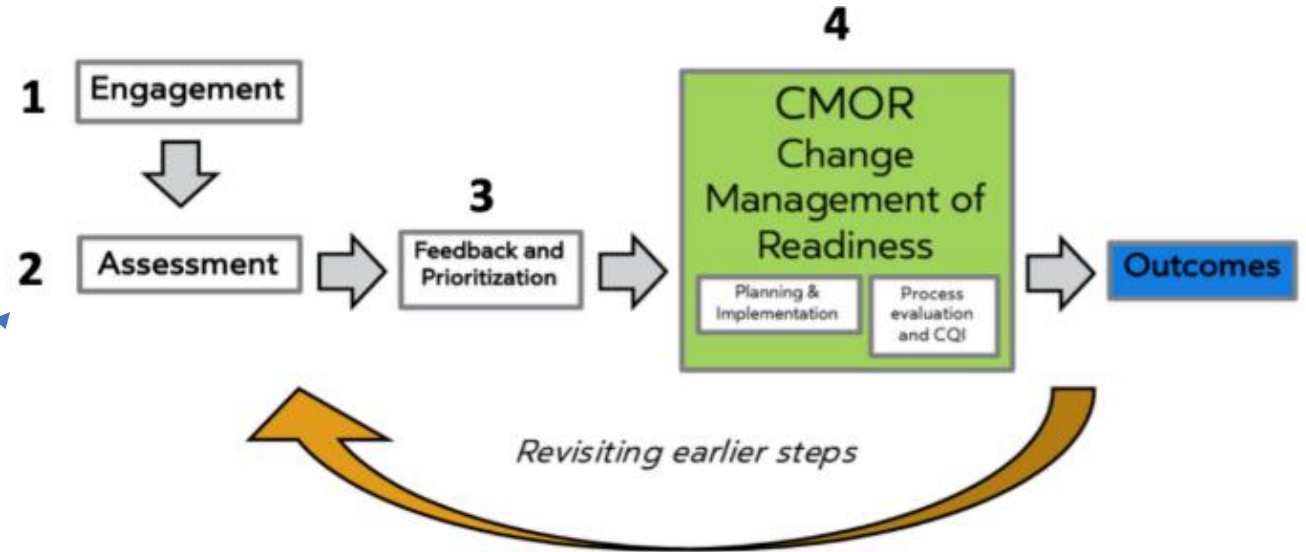 1
Engagement
2
Assessment
3
Feedback and
Prioritization
4
CMOR
Change
Management of
Readiness
Planning &
Implementation
Process
evaluation
and CQI
Outcomes
Revisiting earlier steps